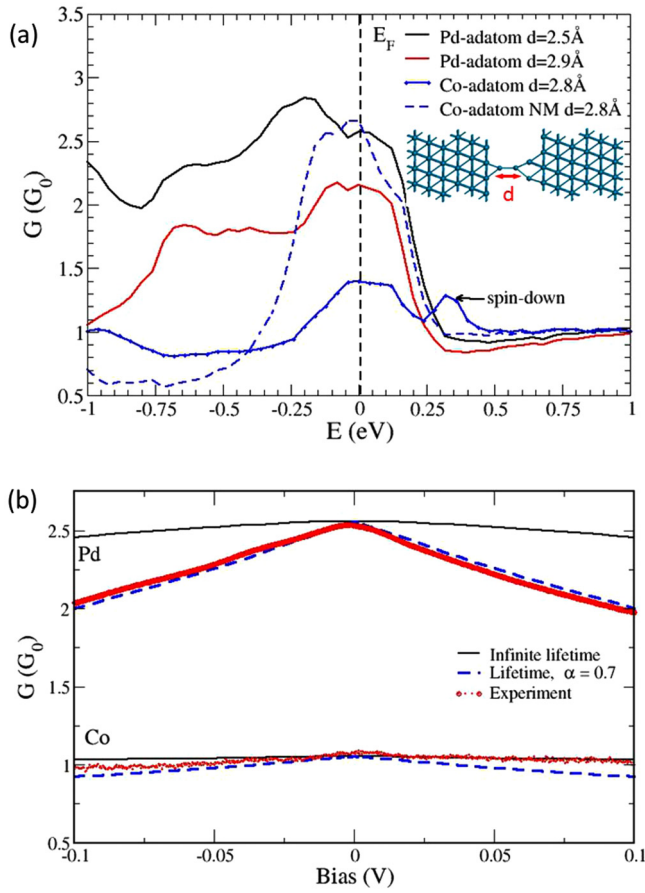 (a)
3.5
3
2.5
2
1.5
1
0.5
G (G0)
EF
Pd-adatom d=2.5Å
Pd-adatom d=2.9Å
Co-adatom d=2.8Å
Co-adatom NM d=2.8Å
d
spin-down
-1 -0.75 -0.5 -0.25 0 0.25 0.5 0.75 1
E (eV)
(b)
2.5
2
1.5
1
0.5
G (G0)
Pd
Infinite lifetime
Lifetime, α = 0.7
Experiment
Co
-0.1 -0.05 0 0.05 0.1
Bias (V)